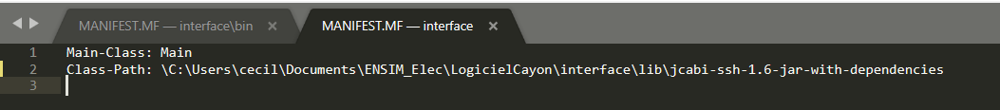 MANIFEST.MF — interface\bin ×
MANIFEST.MF — interface ×
1 Main-Class: Main
2 Class-Path: \C:\Users\cecil\Documents\ENSIM_Elec\LogicielCayon\interface\lib\jcabi-ssh-1.6-jar-with-dependencies
3